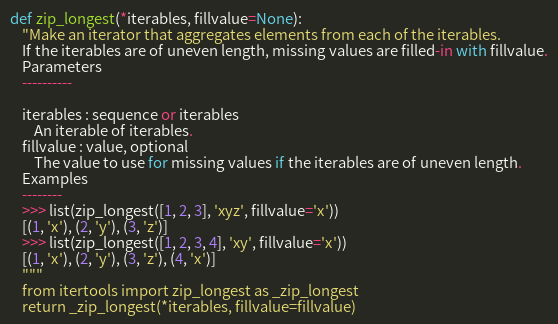 def zip_longest(*iterables, fillvalue=None):
"Make an iterator that aggregates elements from each of the iterables.
If the iterables are of uneven length, missing values are filled-in with fillvalue.
Parameters
----------
iterables : sequence or iterables
An iterable of iterables.
fillvalue : value, optional
The value to use for missing values if the iterables are of uneven length.
Examples
--------
>>> list(zip_longest([1, 2, 3], 'xyz', fillvalue='x'))
[(1, 'x'), (2, 'y'), (3, 'z')]
>>> list(zip_longest([1, 2, 3, 4], 'xy', fillvalue='x'))
[(1, 'x'), (2, 'y'), (3, 'z'), (4, 'x')]
"""
from itertools import zip_longest as _zip_longest
return _zip_longest(*iterables, fillvalue=fillvalue)